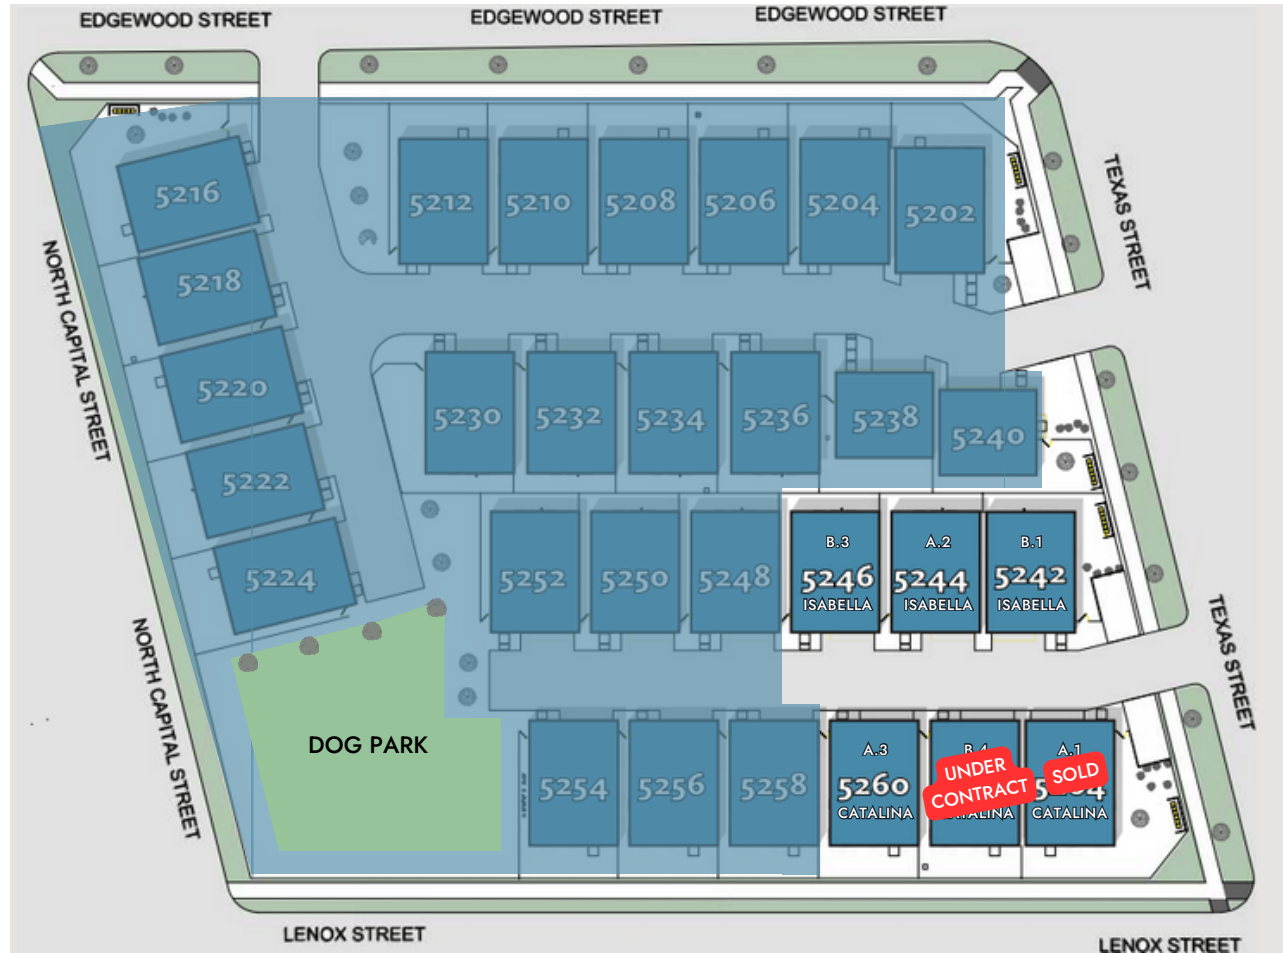 EDGEWOOD STREET
EDGEWOOD STREET
EDGEWOOD STREET
5216
5212
5210
5208
5206
5204
5202
TEXAS STREET
NORTH CAPITAL STREET
5218
5220
5222
5224
5230
5232
5234
5236
5238
5240
5252
5250
5248
B.3
5246
ISABELLA
A.2
5244
ISABELLA
B.1
5242
ISABELLA
NORTH CAPITAL STREET
TEXAS STREET
DOG PARK
5254
5256
5258
A.3
5260
CATALINA
UNDER
CONTRACT
SOLD
CATALINA
LENOX STREET
LENOX STREET